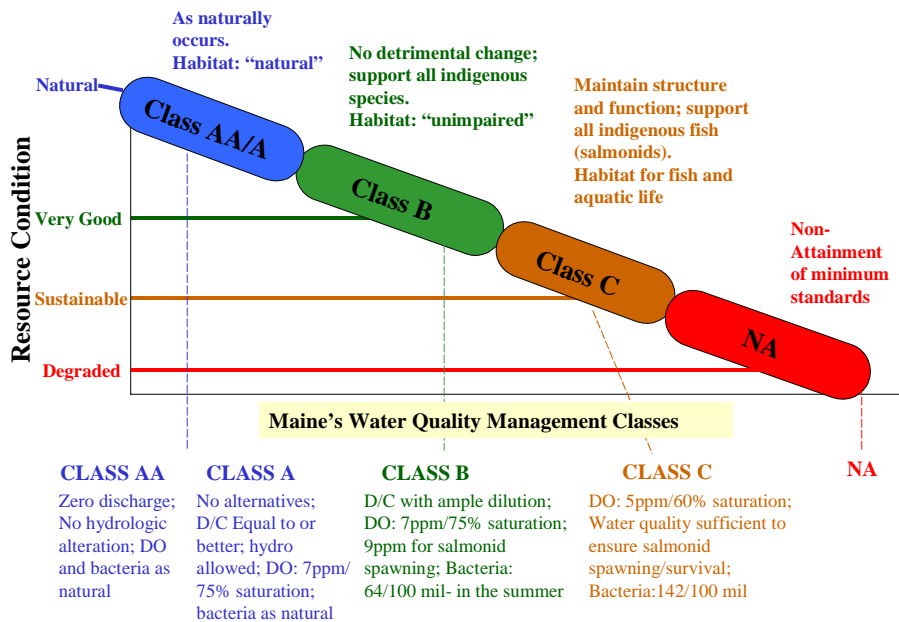 As naturally
occurs.
Habitat: “natural”
No detrimental change;
support all indigenous
species.
Habitat: “unimpaired”
Maintain structure
and function; support
all indigenous fish
(salmonids).
Habitat for fish and
aquatic life
Non-
Attainment
of minimum
standards
Resource Condition
Natural
Very Good
Sustainable
Degraded
Class AA/A
Class B
Class C
NA
Maine’s Water Quality Management Classes
CLASS AA
Zero discharge;
No hydrologic
alteration; DO
and bacteria as
natural
CLASS A
No alternatives;
D/C Equal to or
better; hydro
allowed; DO: 7ppm/
75% saturation;
bacteria as natural
CLASS B
D/C with ample dilution;
DO: 7ppm/75% saturation;
9ppm for salmonid
spawning; Bacteria:
64/100 mil- in the summer
CLASS C
DO: 5ppm/60% saturation;
Water quality sufficient to
ensure salmonid
spawning/survival;
Bacteria:142/100 mil
NA